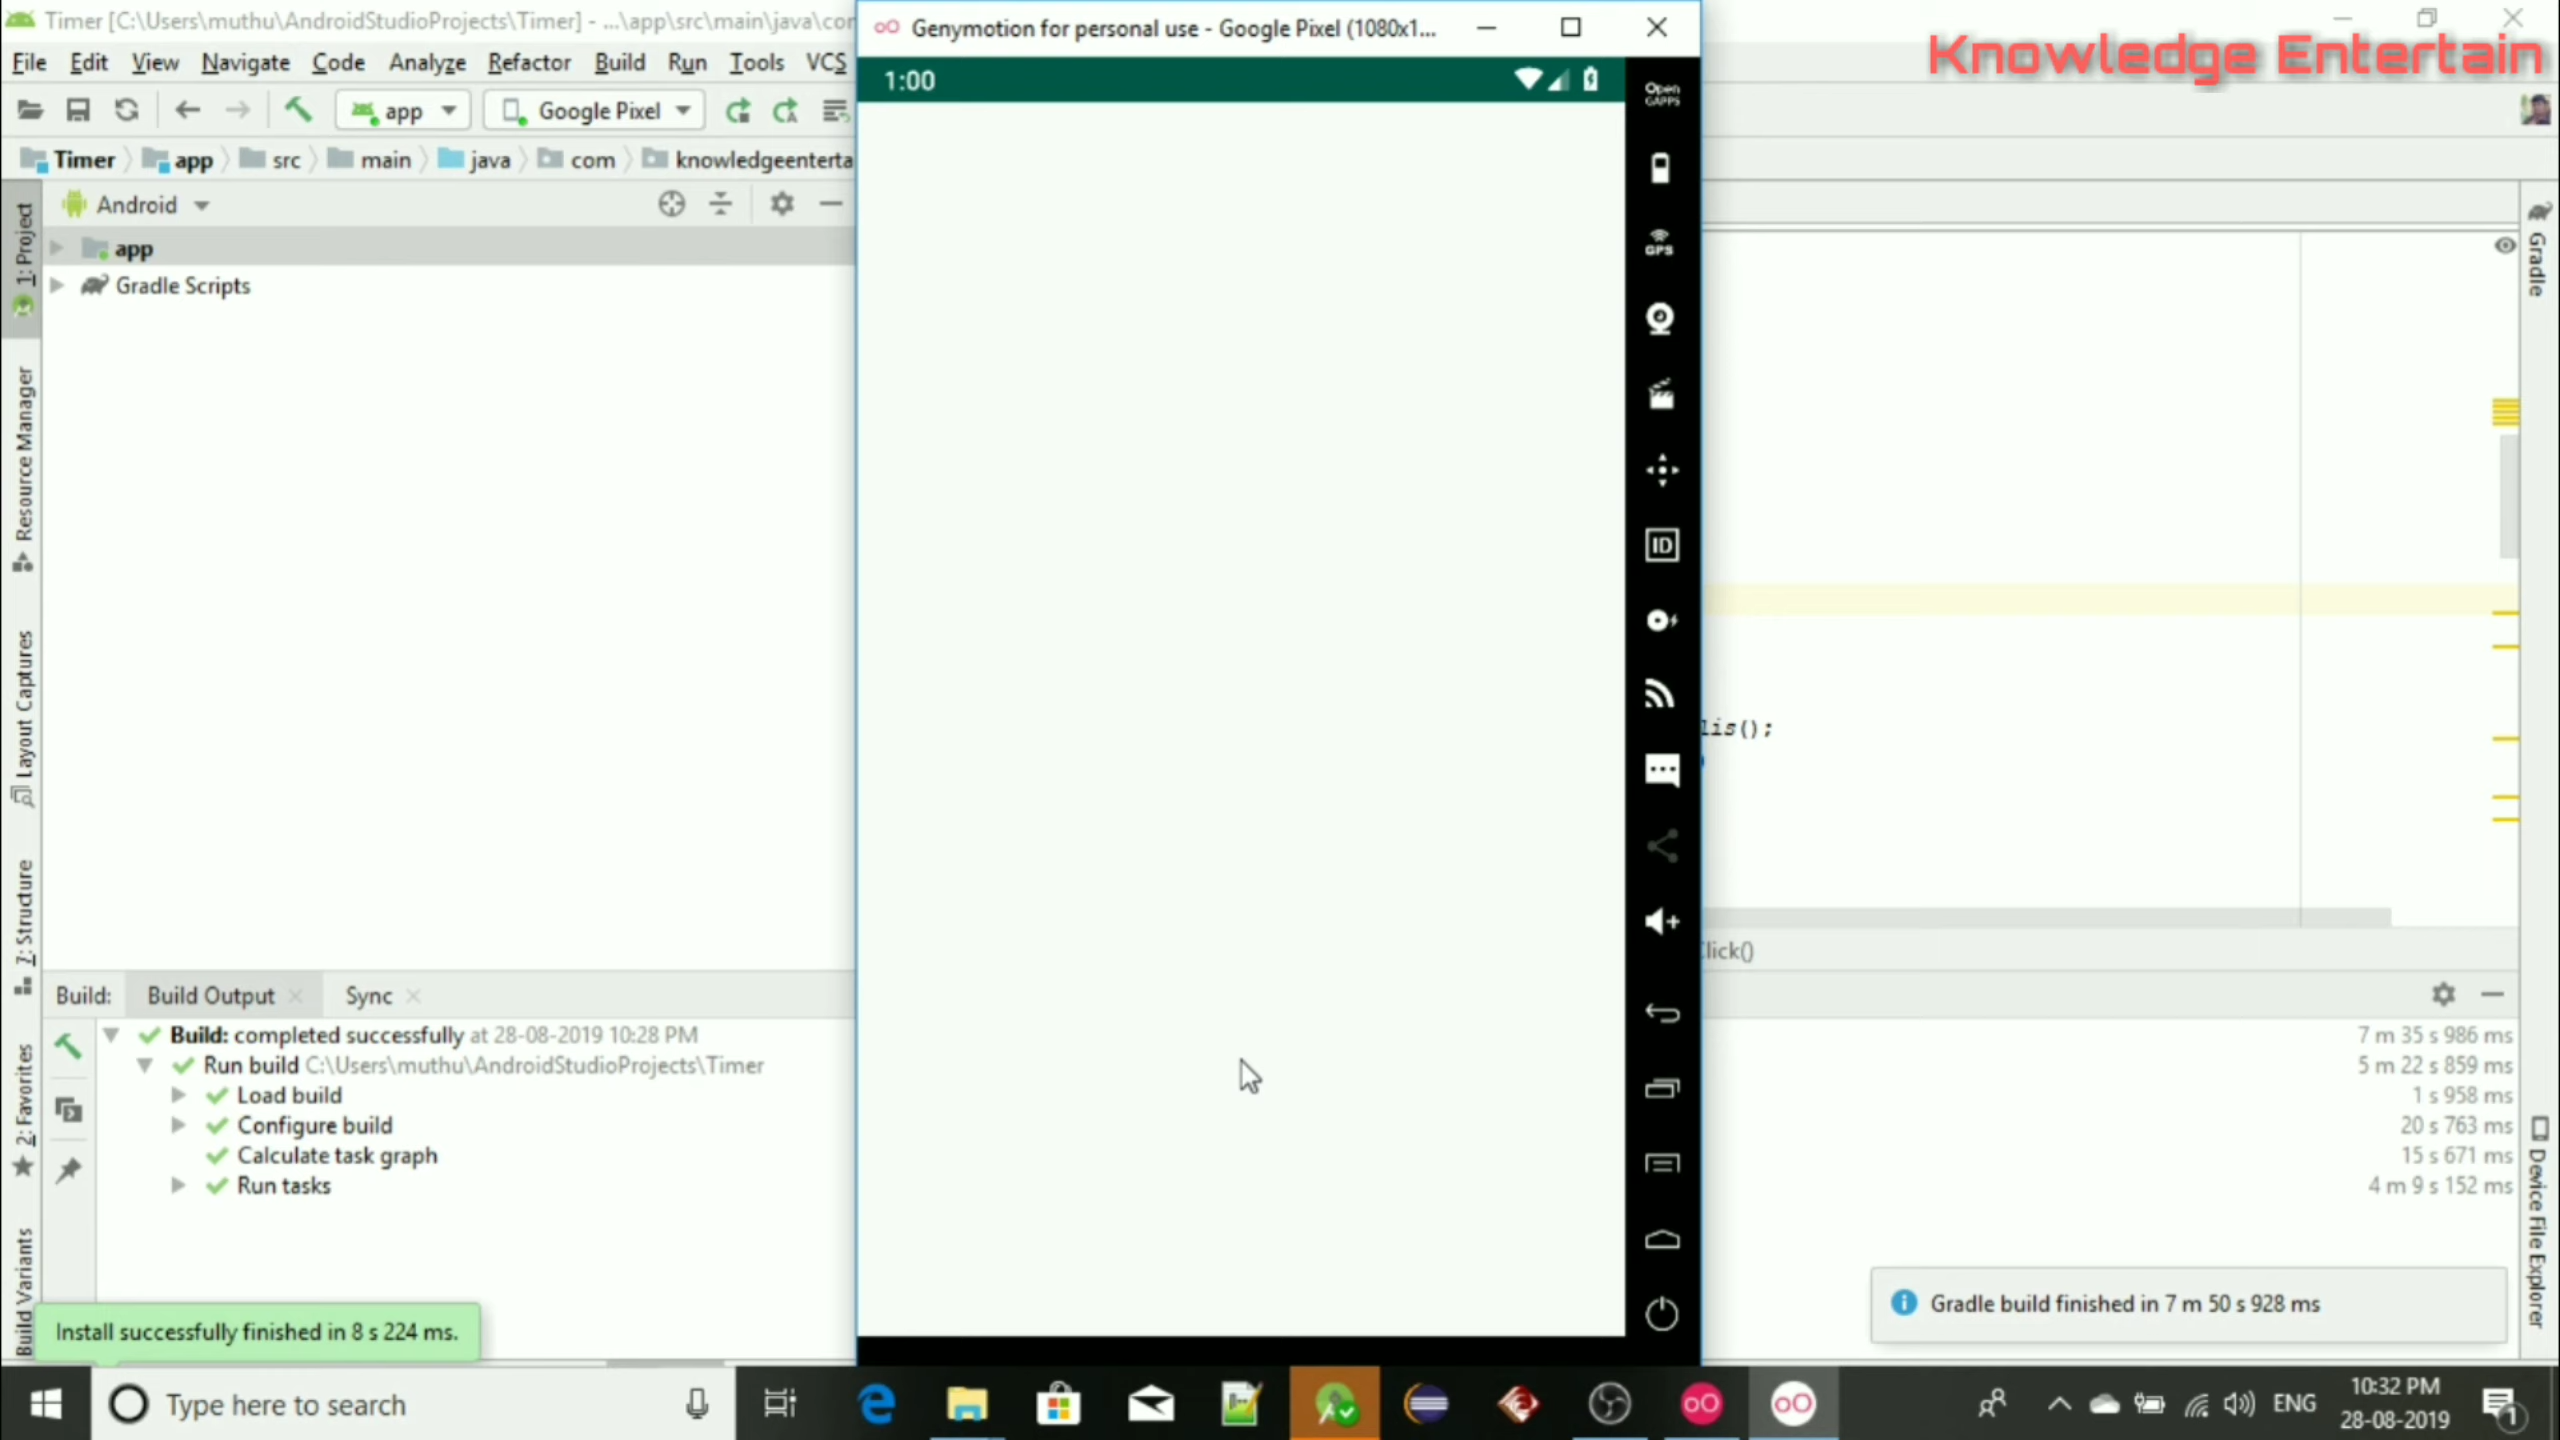 Timer [C:\Users\muthu\AndroidStudioProjects\Timer] - ...\app\src\main\java\cor
Genymotion for personal use - Google Pixel (1080x1...
Knowledge Entertain
File Edit View Navigate Code Analyze Refactor Build Run Tools VCS
1:00
app
Google Pixel
Open GAPPS
Timer app src main java com knowledgeenterta
Android
app
Gradle Scripts
GPS
ID
1: Project
Resource Manager
Layout Captures
7: Structure
2: Favorites
Build Variants
Gradle
Device File Explorer
lis();
lick()
Build: Build Output Sync
Build: completed successfully at 28-08-2019 10:28 PM 7 m 35 s 986 ms
Run build C:\Users\muthu\AndroidStudioProjects\Timer 5 m 22 s 859 ms
Load build 1 s 958 ms
Configure build 20 s 763 ms
Calculate task graph 15 s 671 ms
Run tasks 4 m 9 s 152 ms
Gradle build finished in 7 m 50 s 928 ms
Install successfully finished in 8 s 224 ms.
Type here to search
ENG
10:32 PM
28-08-2019
1